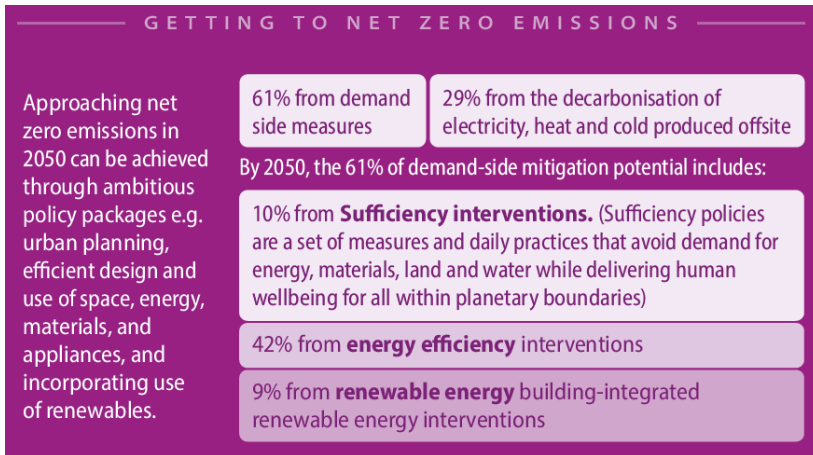 GETTING TO NET ZERO EMISSIONS
Approaching net
zero emissions in
2050 can be achieved
through ambitious
policy packages e.g.
urban planning,
efficient design and
use of space, energy,
materials, and
appliances, and
incorporating use
of renewables.
61% from demand
side measures
29% from the decarbonisation of
electricity, heat and cold produced offsite
By 2050, the 61% of demand-side mitigation potential includes:
10% from Sufficiency interventions. (Sufficiency policies
are a set of measures and daily practices that avoid demand for
energy, materials, land and water while delivering human
wellbeing for all within planetary boundaries)
42% from energy efficiency interventions
9% from renewable energy building-integrated
renewable energy interventions